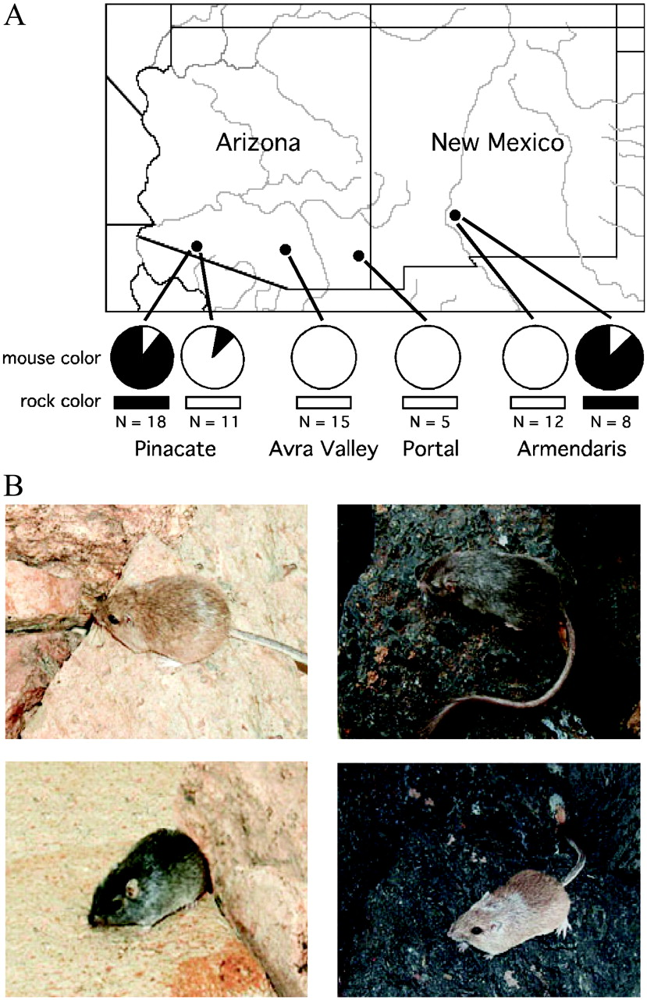 A
Arizona New Mexico
mouse color
rock color
N = 18 N = 11 N = 15 N = 5 N = 12 N = 8
Pinacate Avra Valley Portal Armendaris
B